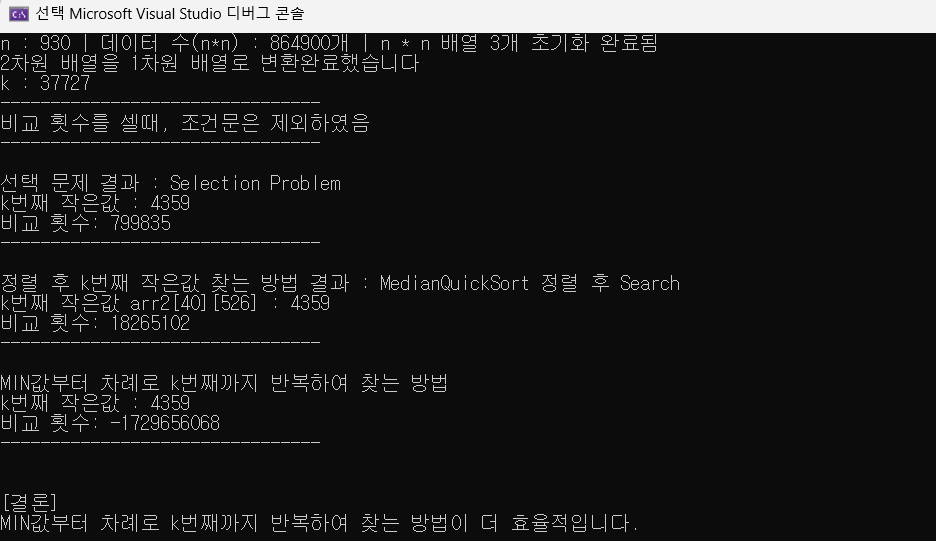 선택 Microsoft Visual Studio 디버그 콘솔
n : 930 | 데이터 수(n*n) : 864900개 | n * n 배열 3개 초기화 완료됨
2차원 배열을 1차원 배열로 변환완료했습니다
k : 37727
--------------------------------
비교 횟수를 셀때, 조건문은 제외하였음
--------------------------------
선택 문제 결과 : Selection Problem
k번째 작은값 : 4359
비교 횟수: 799835
--------------------------------
정렬 후 k번째 작은값 찾는 방법 결과 : MedianQuickSort 정렬 후 Search
k번째 작은값 arr2[40][526] : 4359
비교 횟수: 18265102
--------------------------------
MIN값부터 차례로 k번째까지 반복하여 찾는 방법
k번째 작은값 : 4359
비교 횟수: -1729656068
--------------------------------
[결론]
MIN값부터 차례로 k번째까지 반복하여 찾는 방법이 더 효율적입니다.